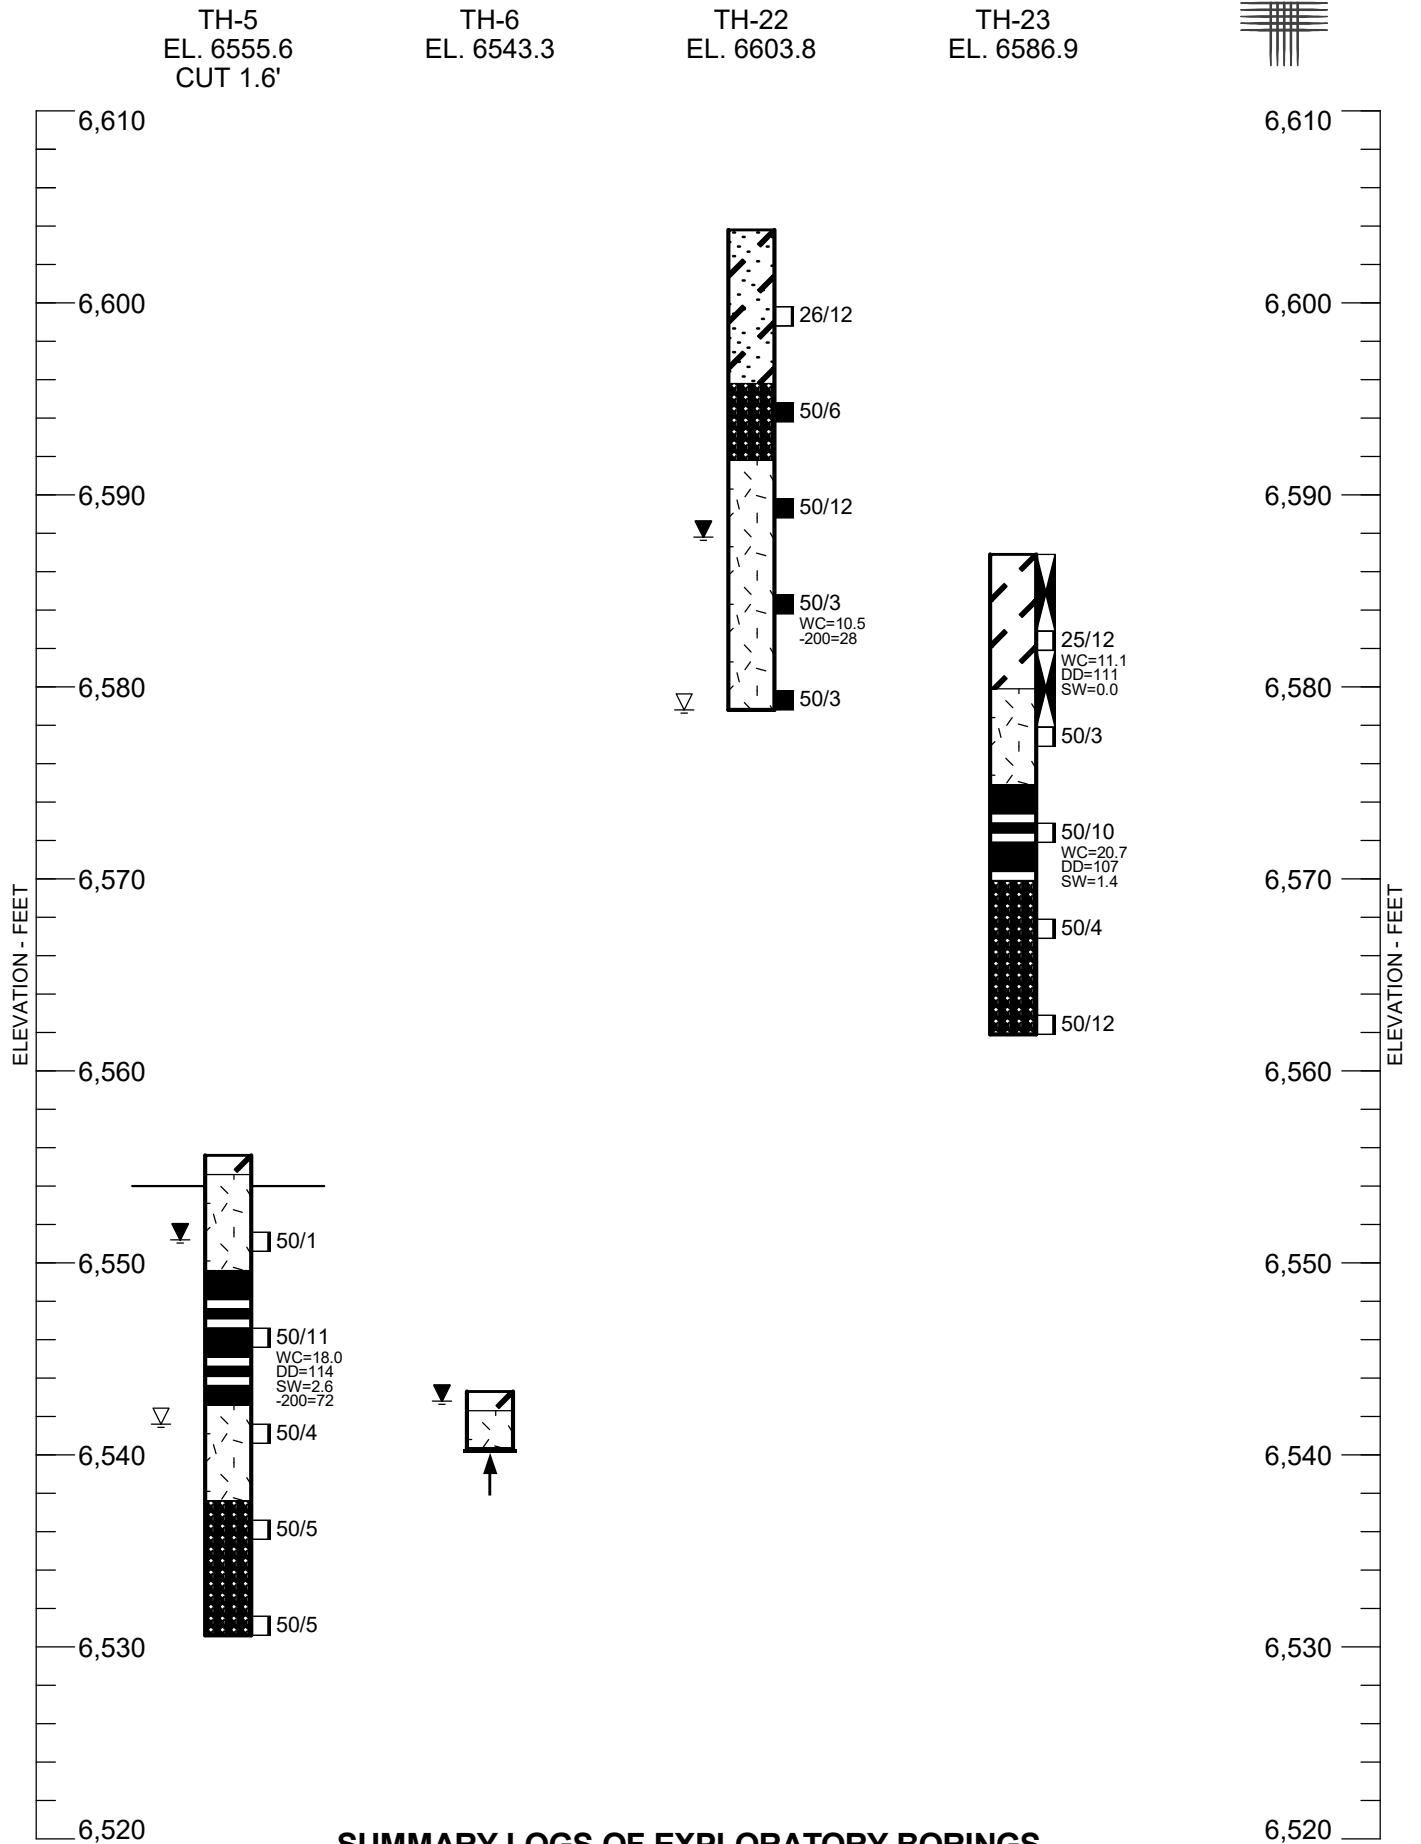 TH-5
EL. 6555.6
CUT 1.6'
TH-6
EL. 6543.3
TH-22
EL. 6603.8
TH-23
EL. 6586.9
ELEVATION - FEET
6,610
6,600
6,590
6,580
6,570
6,560
6,550
6,540
6,530
6,520
50/1
50/11
WC=18.0
DD=114
SW=2.6
-200=72
50/4
50/5
50/5
26/12
50/6
50/12
50/3
WC=10.5
-200=28
50/3
25/12
WC=11.1
DD=111
SW=0.0
50/3
50/10
WC=20.7
DD=107
SW=1.4
50/4
50/12
6,610
6,600
6,590
6,580
6,570
6,560
6,550
6,540
6,530
6,520
ELEVATION - FEET
SUMMARY LOGS OF EXPLORATORY BORINGS